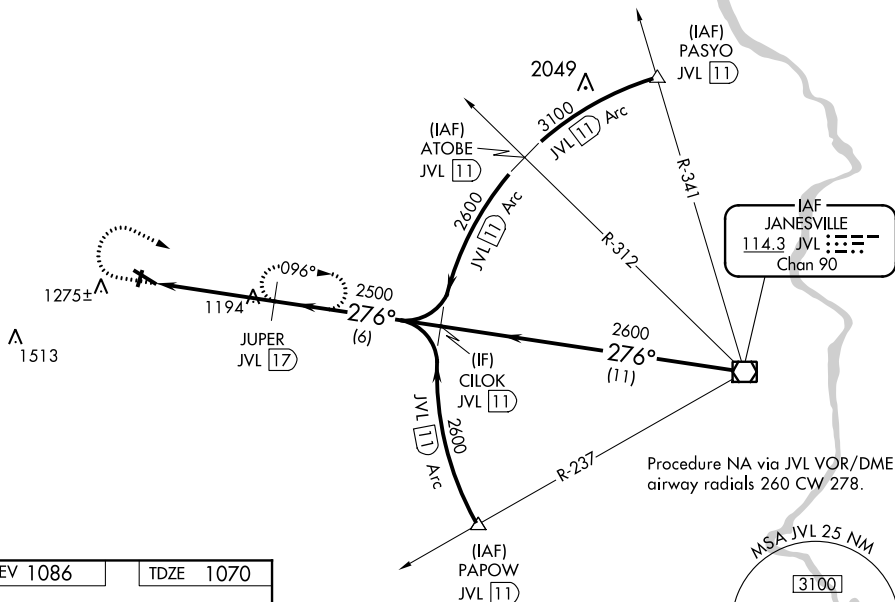 (IAF)
PASYO
JVL 11
2049
3100
JVL 11 Arc
(IAF)
ATOBE
JVL 11
2600
JVL 11 Arc
R-341
R-312
IAF
JANESVILLE
114.3 JVL
Chan 90
096°
1275±
1194
2500
276°
(6)
JUPER
JVL 17
1513
(IF)
CILOK
JVL 11
2600
276°
(11)
JVL 11 Arc
2600
R-237
Procedure NA via JVL VOR/DME
airway radials 260 CW 278.
(IAF)
PAPOW
JVL 11
EV 1086
TDZE 1070
MSA JVL 25 NM
3100